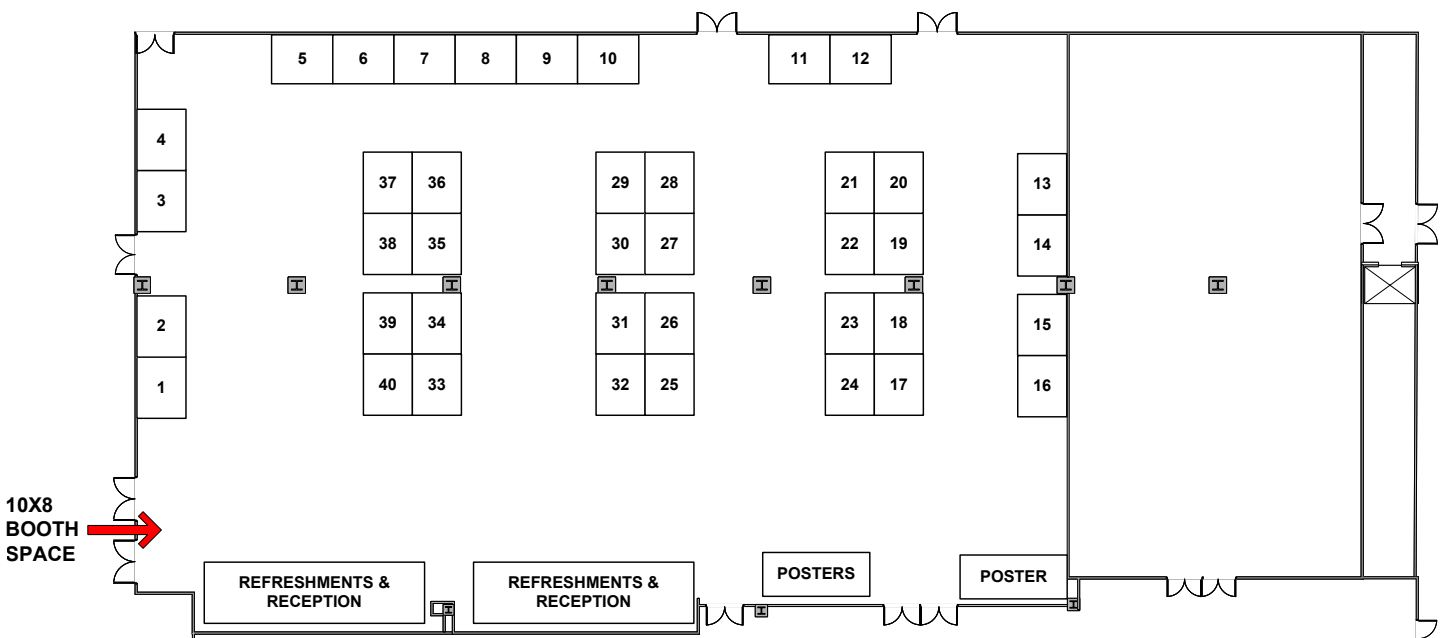 5 6 7 8 9 10 11 12
4
3
37 36 29 28 21 20 13
38 35 30 27 22 19 14
2 39 34 31 26 23 18 15
1 40 33 32 25 24 17 16
10X8
BOOTH
SPACE
REFRESHMENTS &
RECEPTION
REFRESHMENTS &
RECEPTION
POSTERS
POSTER